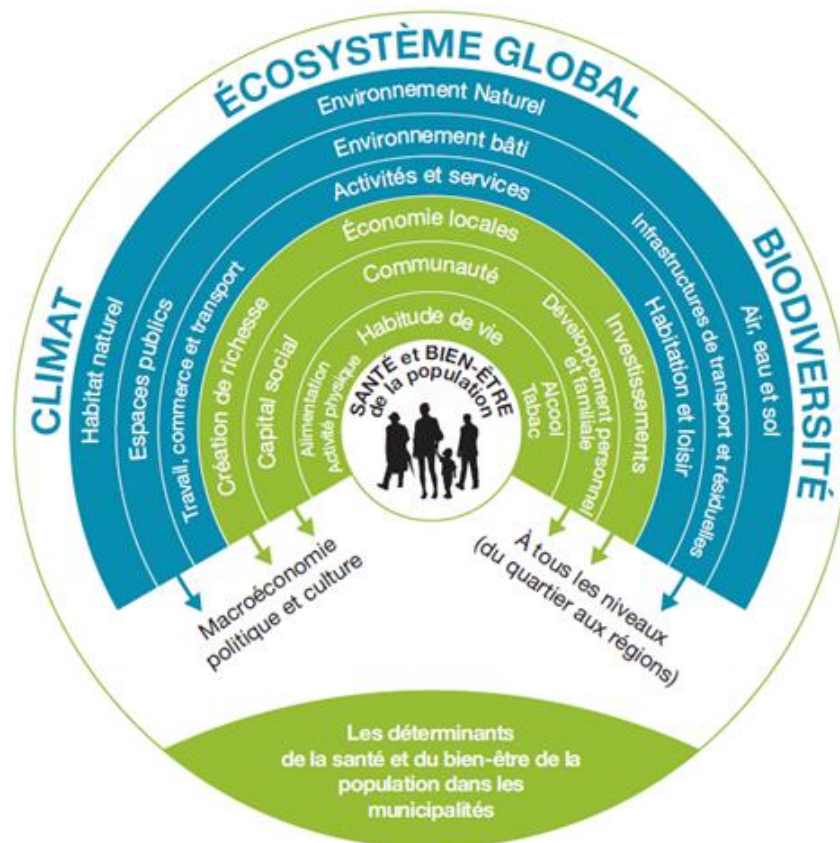 ÉCOSYSTÈME GLOBAL
CLIMAT
BIODIVERSITÉ
Environnement Naturel
Habitat naturel
Air, eau et sol
Environnement bâti
Espaces publics
Infrastructures de transport et résiduelles
Activités et services
Travail, commerce et transport
Habitation et loisir
Économie locales
Création de richesse
Investissements
Communauté
Capital social
Développement personnel
et familiale
Habitude de vie
Alimentation
Activité physique
Alcool
Tabac
SANTÉ et BIEN-ÊTRE
de la population
Macroéconomie
politique et culture
À tous les niveaux
(du quartier aux régions)
Les déterminants
de la santé et du bien-être de la
population dans les
municipalités